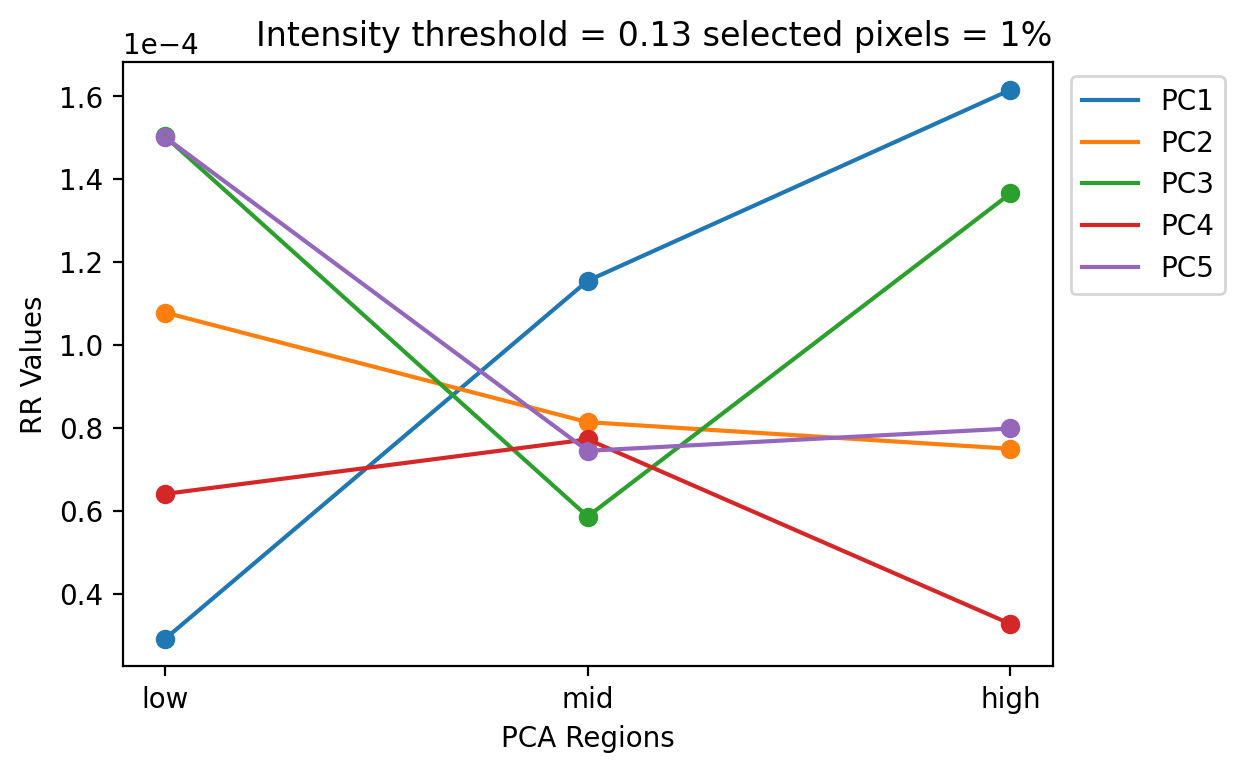 Intensity threshold = 0.13 selected pixels = 1%
1e−4
1.6
1.4
1.2
1.0
0.8
0.6
0.4
RR Values
low mid high
PCA Regions
PC1
PC2
PC3
PC4
PC5